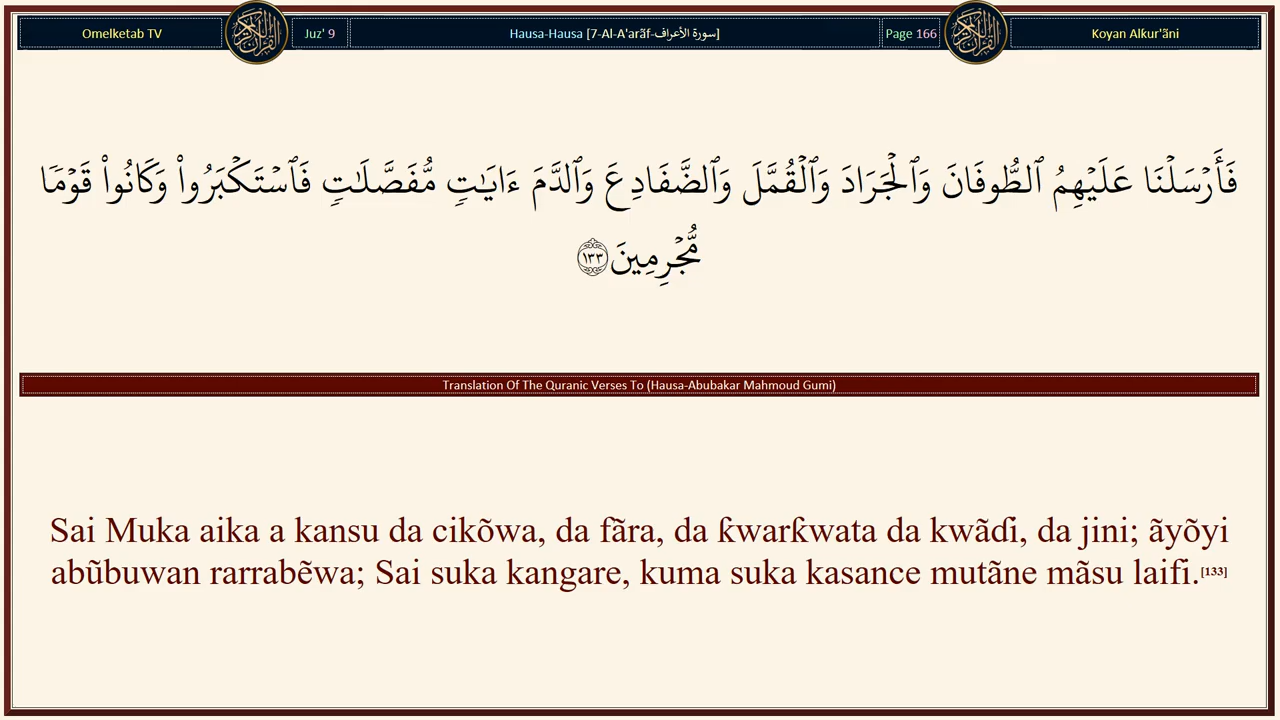 Omelketab TV
Juz' 9
Hausa-Hausa [7-Al-A'arãf-سورة الأعراف]
Page 166
Koyan Alƙur'ãni
فَأَرۡسَلۡنَا عَلَيۡهِمُ ٱلطُّوفَانَ وَٱلۡجَرَادَ وَٱلۡقُمَّلَ وَٱلضَّفَادِعَ وَٱلدَّمَ ءَايَٰتٖ مُّفَصَّلَٰتٖ فَٱسۡتَكۡبَرُواْ وَكَانُواْ قَوۡمٗا
مُّجۡرِمِينَ ١٣٣
Translation Of The Quranic Verses To (Hausa-Abubakar Mahmoud Gumi)
Sai Muka aika a kansu da cikõwa, da fãra, da ƙwarƙwata da kwãɗi, da jini; ãyõyi
abũbuwan rarrabẽwa; Sai suka kangare, kuma suka kasance mutãne mãsu laifi.[133]